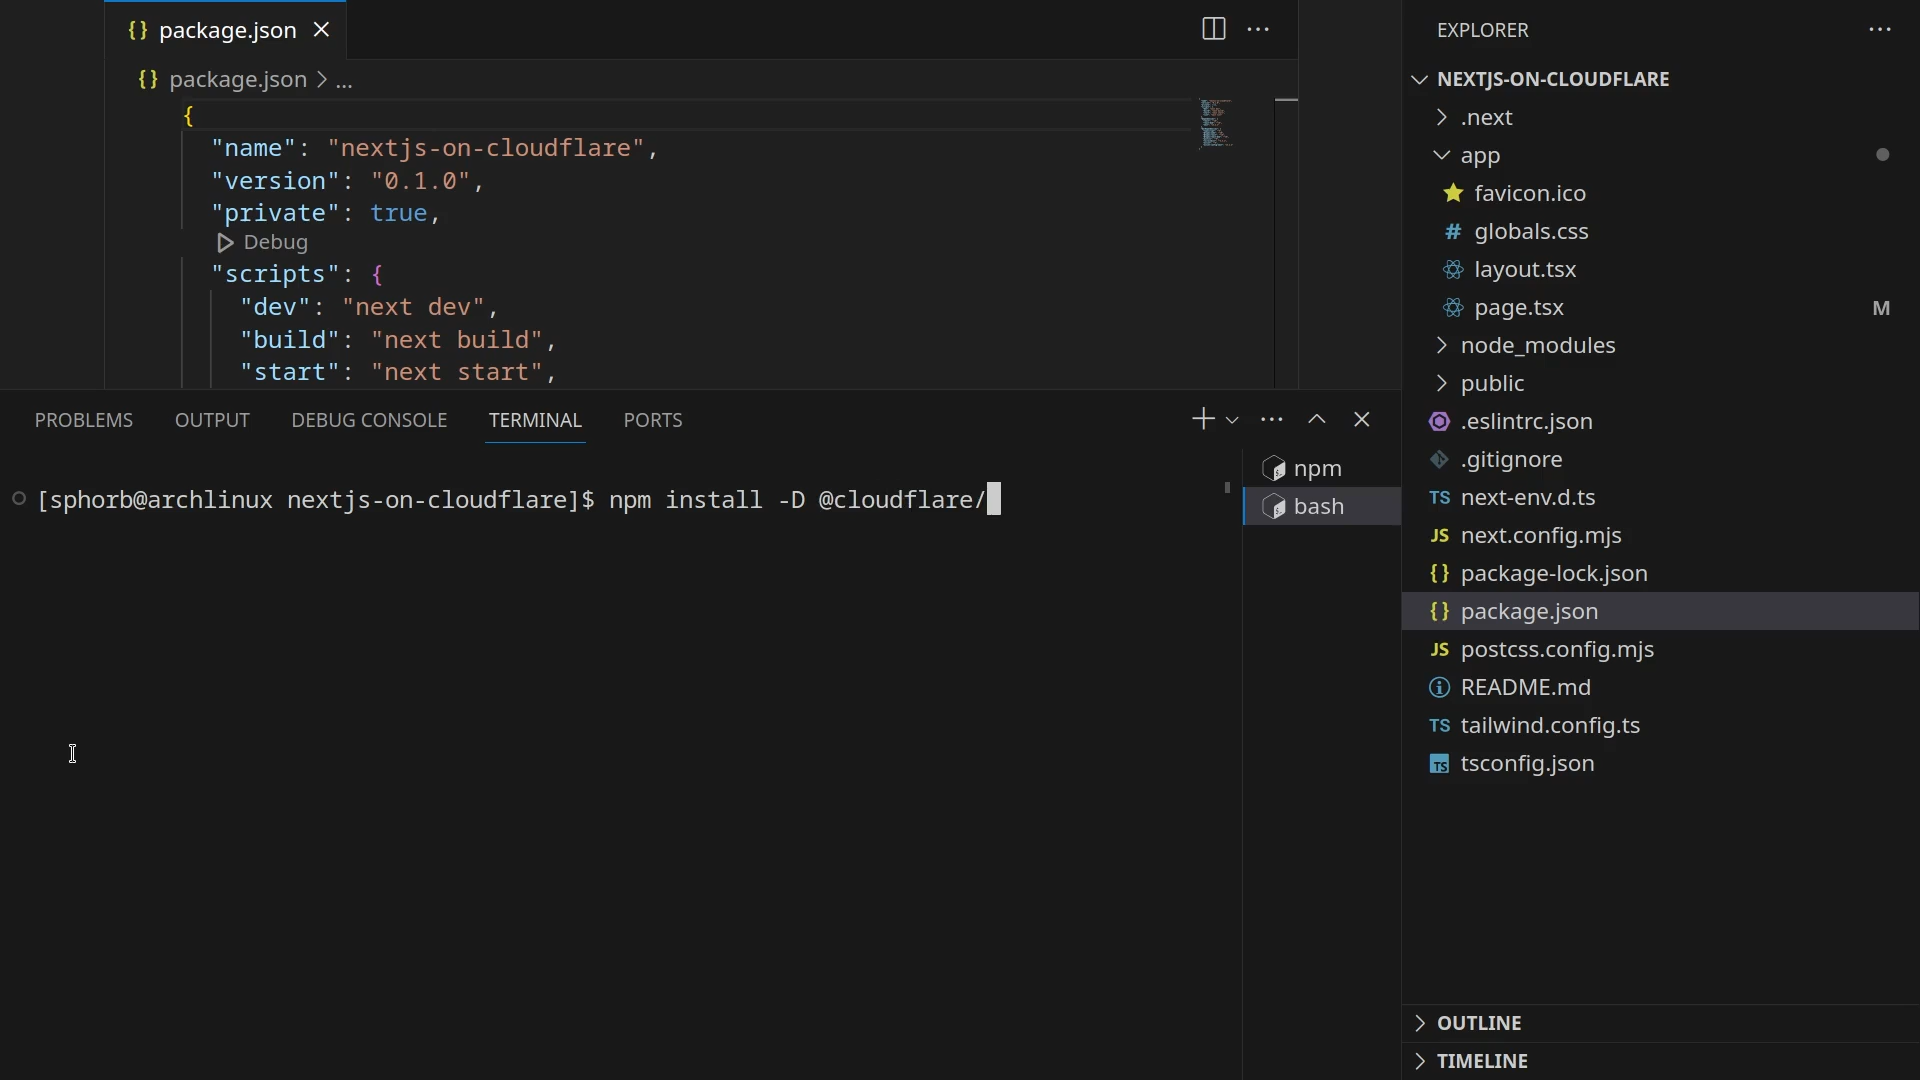 package.json
package.json > ...
{
"name": "nextjs-on-cloudflare",
"version": "0.1.0",
"private": true,
Debug
"scripts": {
"dev": "next dev",
"build": "next build",
"start": "next start",
PROBLEMS OUTPUT DEBUG CONSOLE TERMINAL PORTS
[sphorb@archlinux nextjs-on-cloudflare]$ npm install -D @cloudflare/
npm
bash
EXPLORER
NEXTJS-ON-CLOUDFLARE
.next
app
favicon.ico
globals.css
layout.tsx
page.tsx M
node_modules
public
.eslintrc.json
.gitignore
next-env.d.ts
next.config.mjs
package-lock.json
package.json
postcss.config.mjs
README.md
tailwind.config.ts
tsconfig.json
OUTLINE
TIMELINE